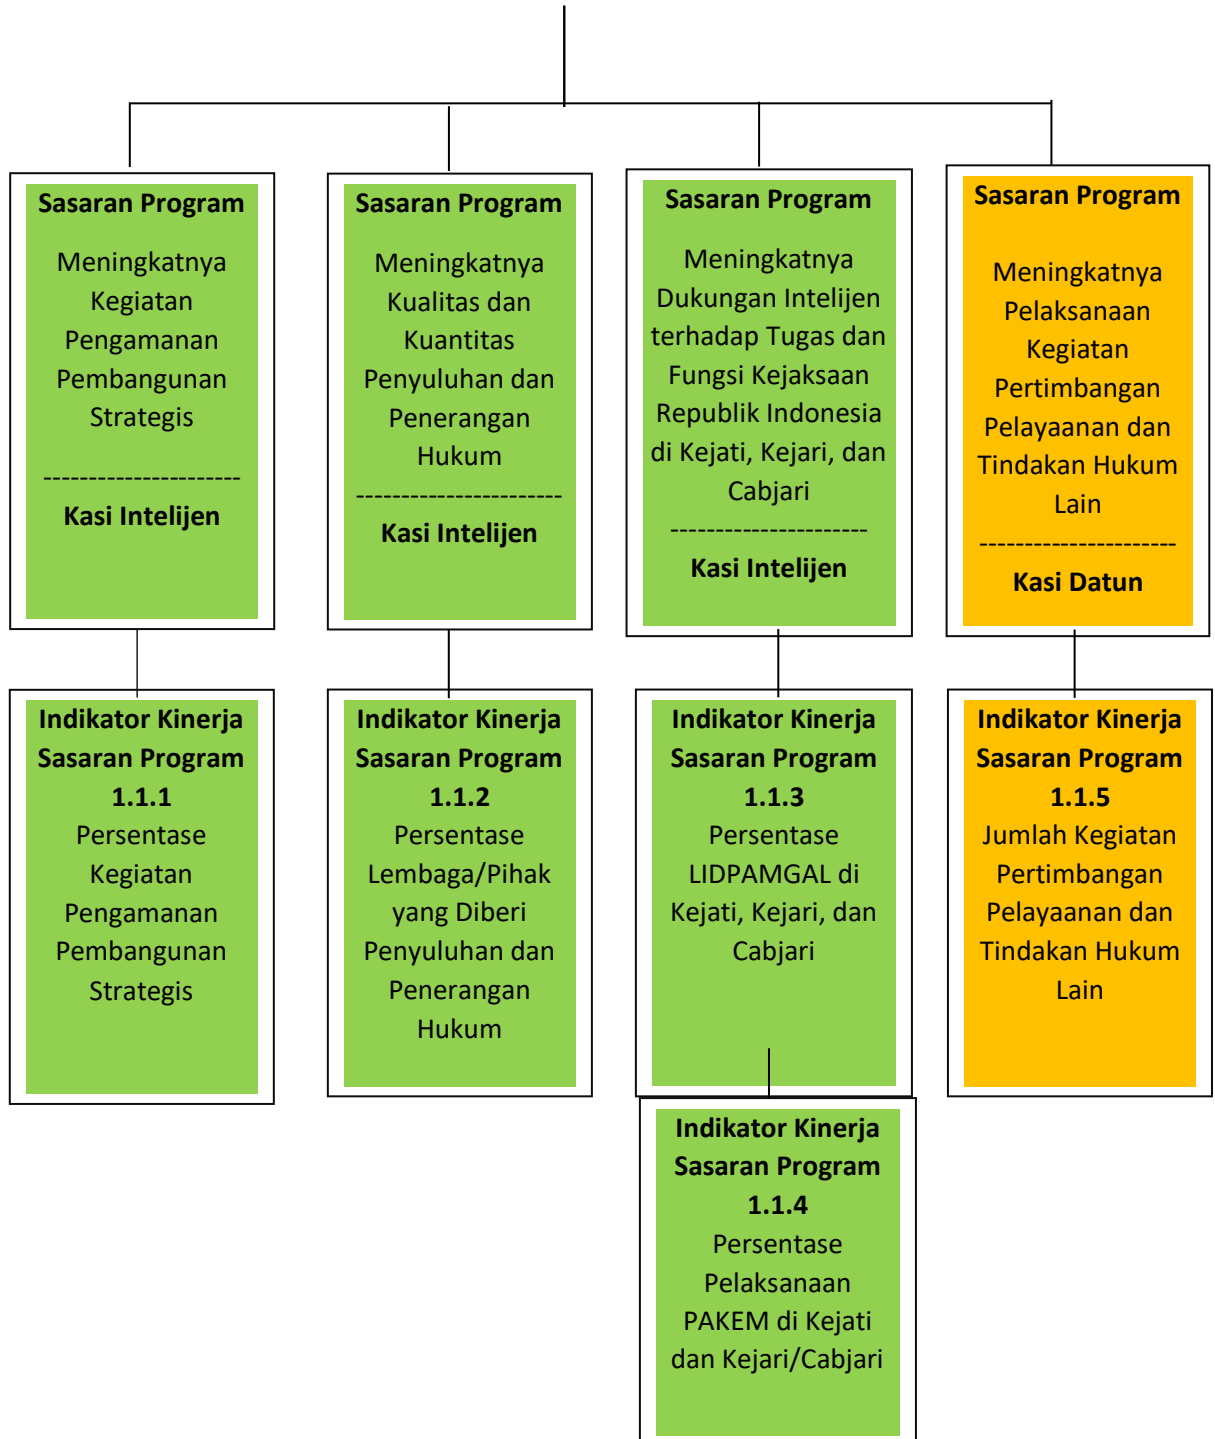 Sasaran Program
Meningkatnya
Kegiatan
Pengamanan
Pembangunan
Strategis
----------------------
Kasi Intelijen
Sasaran Program
Meningkatnya
Kualitas dan
Kuantitas
Penyuluhan dan
Penerangan
Hukum
-----------------------
Kasi Intelijen
Sasaran Program
Meningkatnya
Dukungan Intelijen
terhadap Tugas dan
Fungsi Kejaksaan
Republik Indonesia
di Kejati, Kejari, dan
Cabjari
----------------------
Kasi Intelijen
Sasaran Program
Meningkatnya
Pelaksanaan
Kegiatan
Pertimbangan
Pelayaanan dan
Tindakan Hukum
Lain
----------------------
Kasi Datun
Indikator Kinerja
Sasaran Program
1.1.1
Persentase
Kegiatan
Pengamanan
Pembangunan
Strategis
Indikator Kinerja
Sasaran Program
1.1.2
Persentase
Lembaga/Pihak
yang Diberi
Penyuluhan dan
Penerangan
Hukum
Indikator Kinerja
Sasaran Program
1.1.3
Persentase
LIDPAMGAL di
Kejati, Kejari, dan
Cabjari
Indikator Kinerja
Sasaran Program
1.1.5
Jumlah Kegiatan
Pertimbangan
Pelayaanan dan
Tindakan Hukum
Lain
Indikator Kinerja
Sasaran Program
1.1.4
Persentase
Pelaksanaan
PAKEM di Kejati
dan Kejari/Cabjari